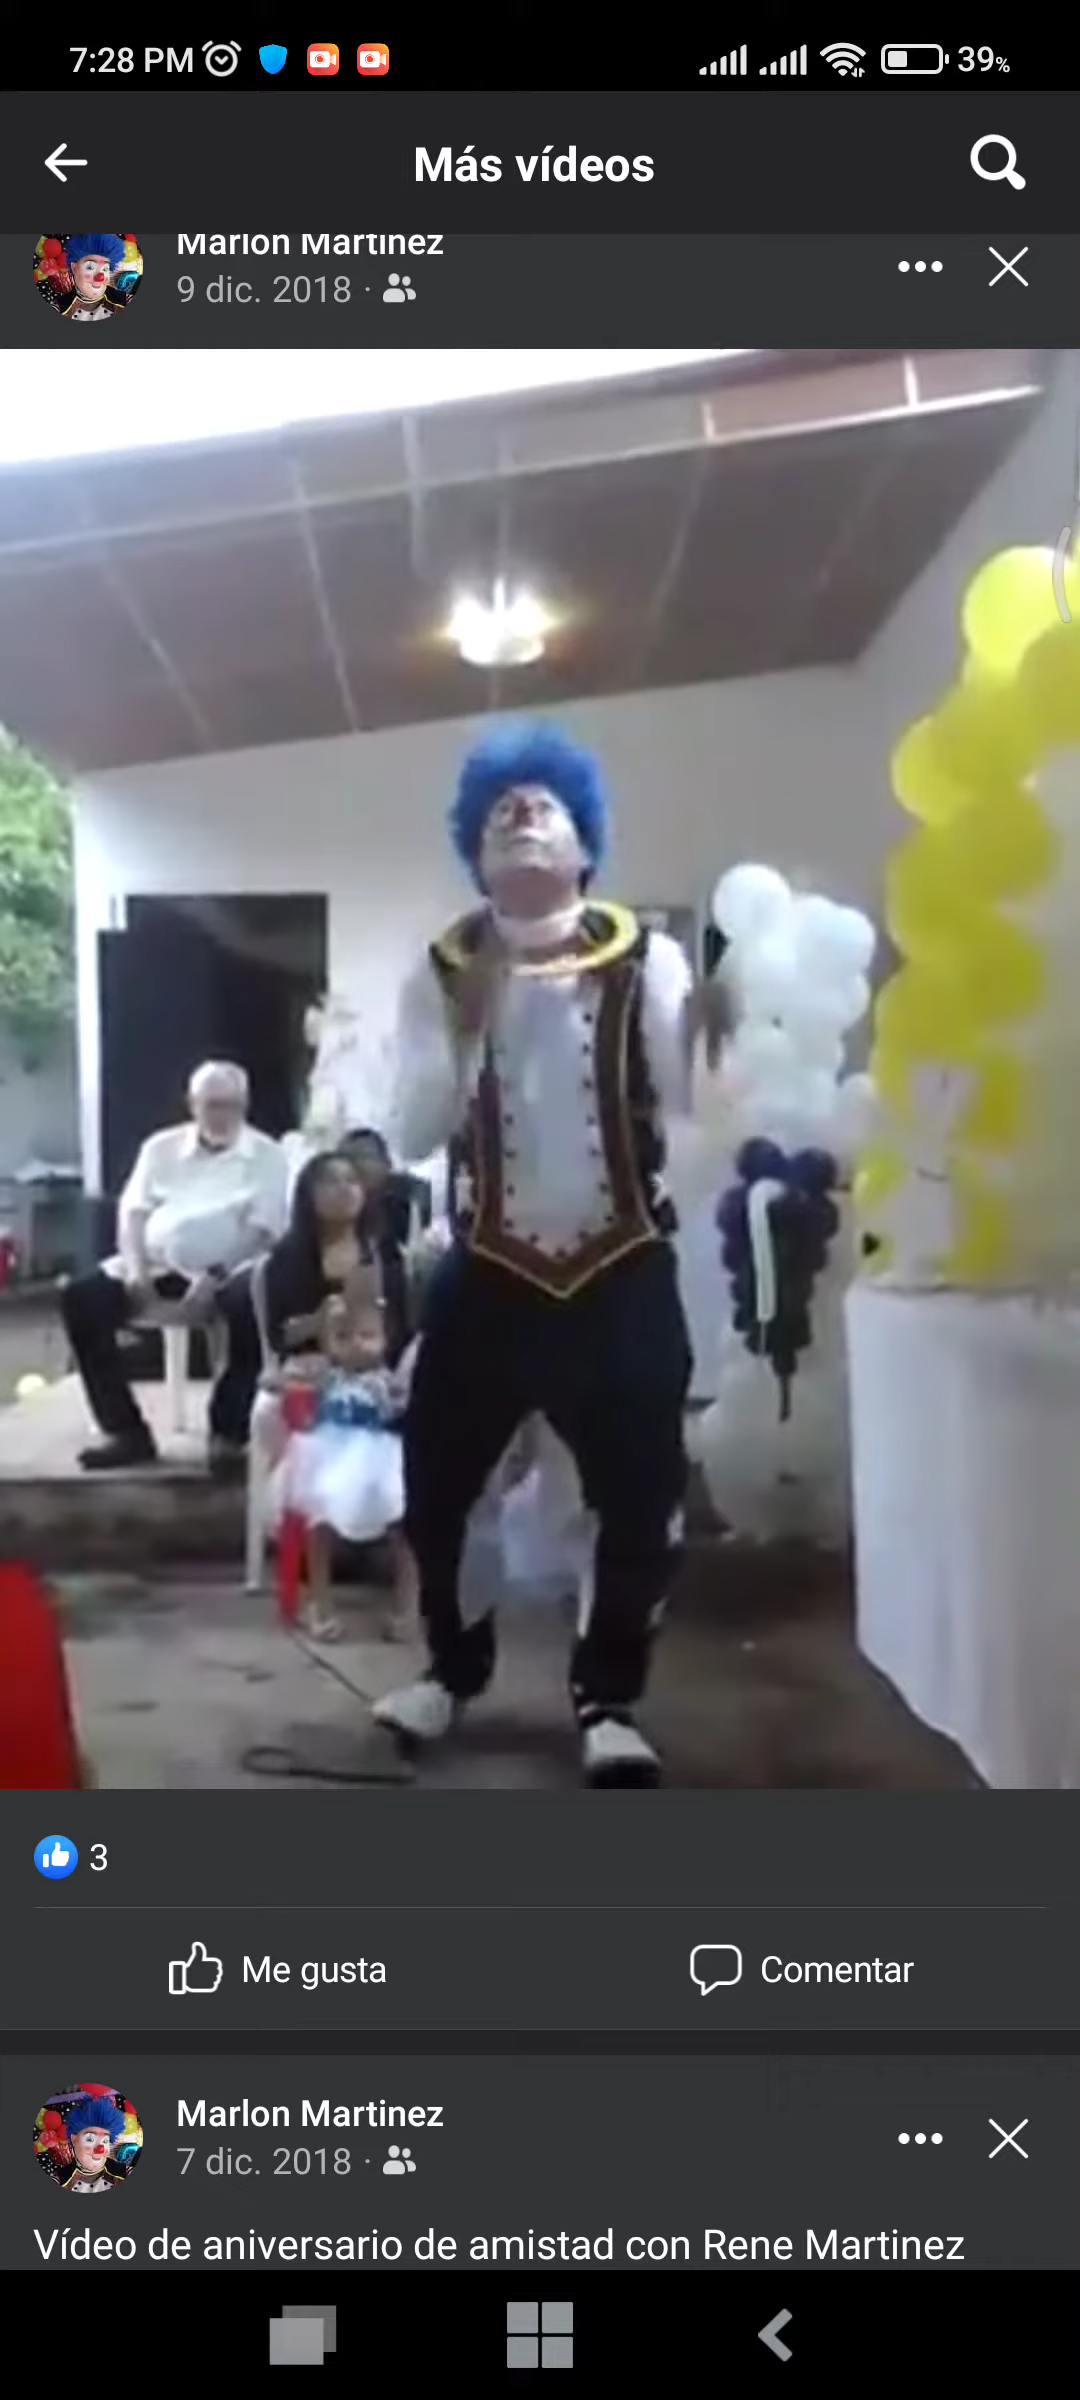 7:28 PM
39%
Más vídeos
Marlon Martinez
9 dic. 2018 ·
3
Me gusta
Comentar
Marlon Martinez
7 dic. 2018 ·
Vídeo de aniversario de amistad con Rene Martinez